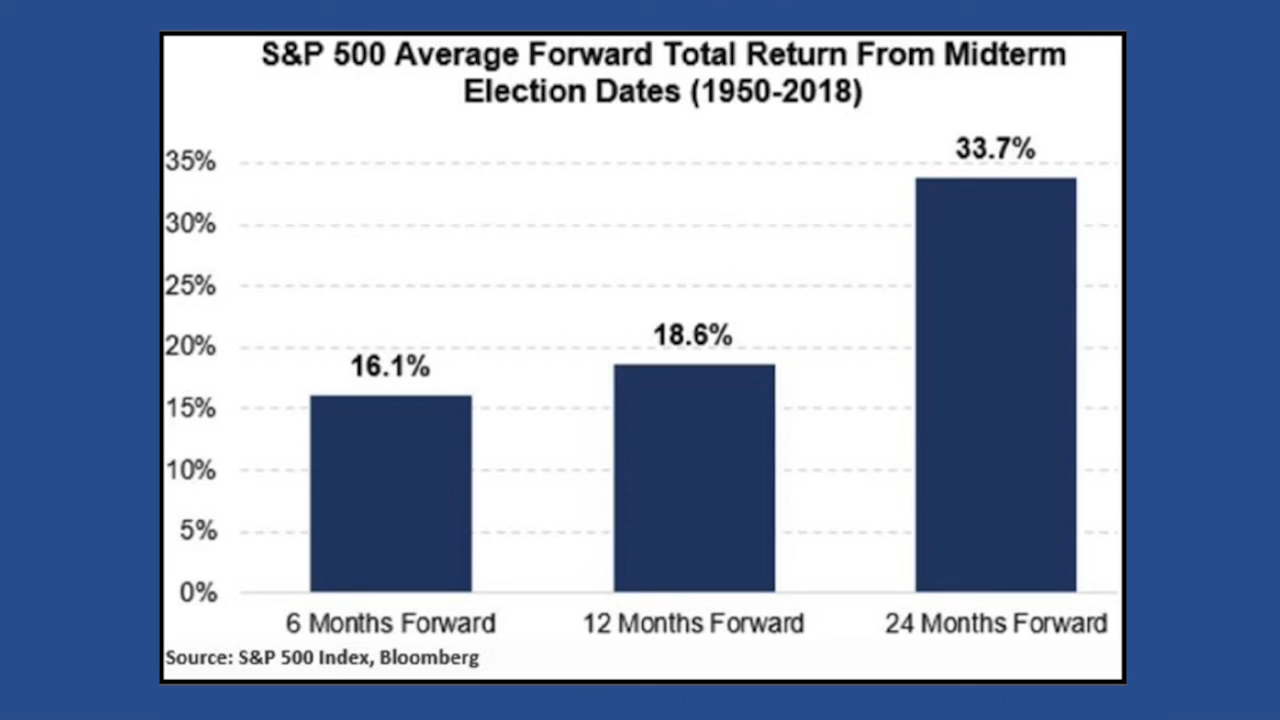 S&P 500 Average Forward Total Return From Midterm
Election Dates (1950-2018)
33.7%
35%
30%
25%
18.6%
20%
16.1%
15%
10%
5%
0%
6 Months Forward 12 Months Forward 24 Months Forward
Source: S&P 500 Index, Bloomberg